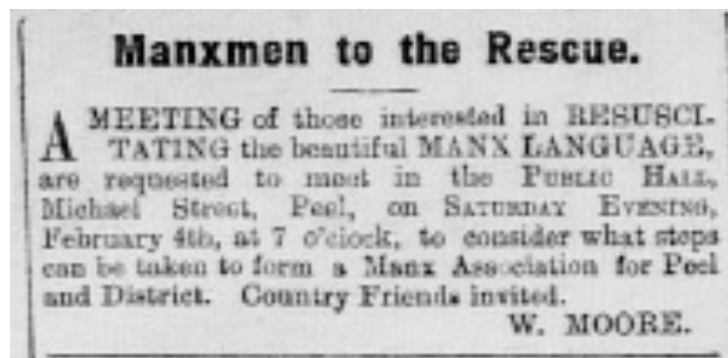 Manxmen to the Rescue.
A MEETING of those interested in RESUSCI-
TATING the beautiful MANX LANGUAGE,
are requested to meet in the PUBLIC HALL,
Michael Street, Peel, on SATURDAY EVENING,
February 4th, at 7 o'clock, to consider what steps
can be taken to form a Manx Association for Peel
and District. Country Friends invited.
W. MOORE.